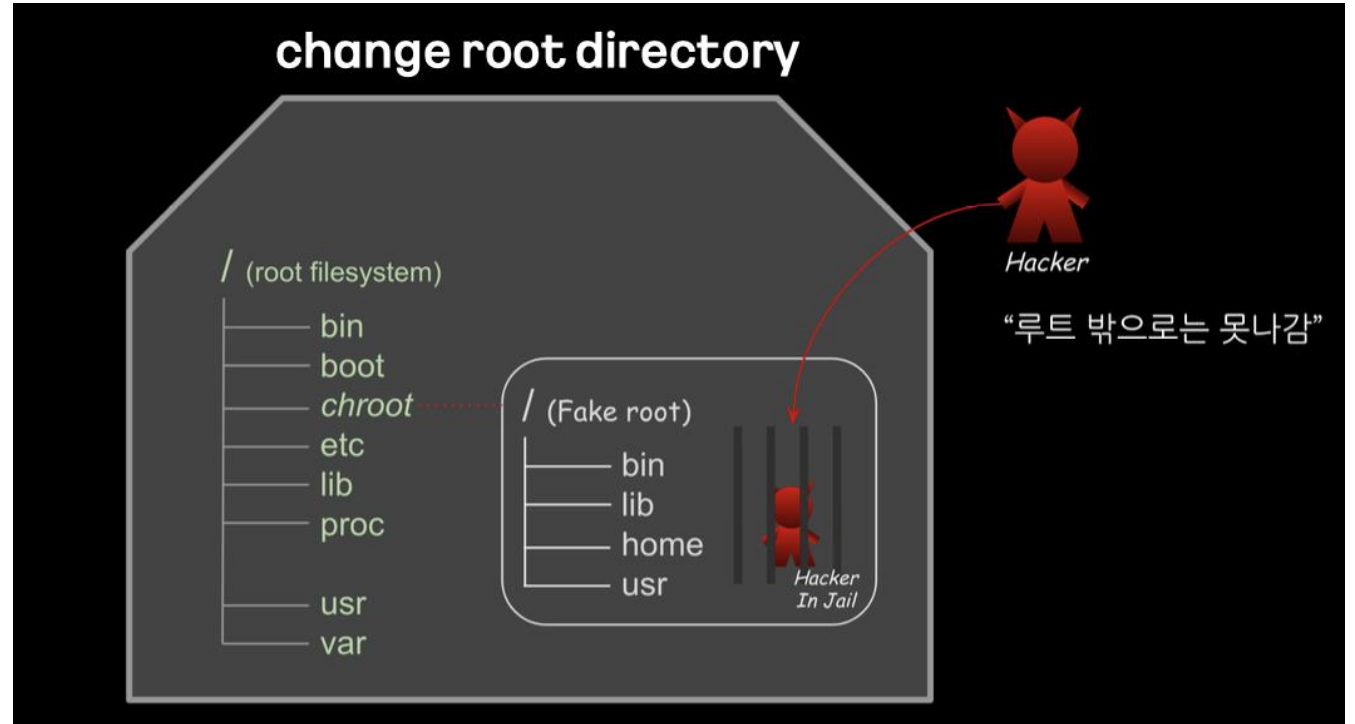 change root directory
/ (root filesystem)
bin
boot
chroot
etc
lib
proc
usr
var
/ (Fake root)
bin
lib
home
usr
Hacker
In Jail
Hacker
“루트 밖으로는 못나감”